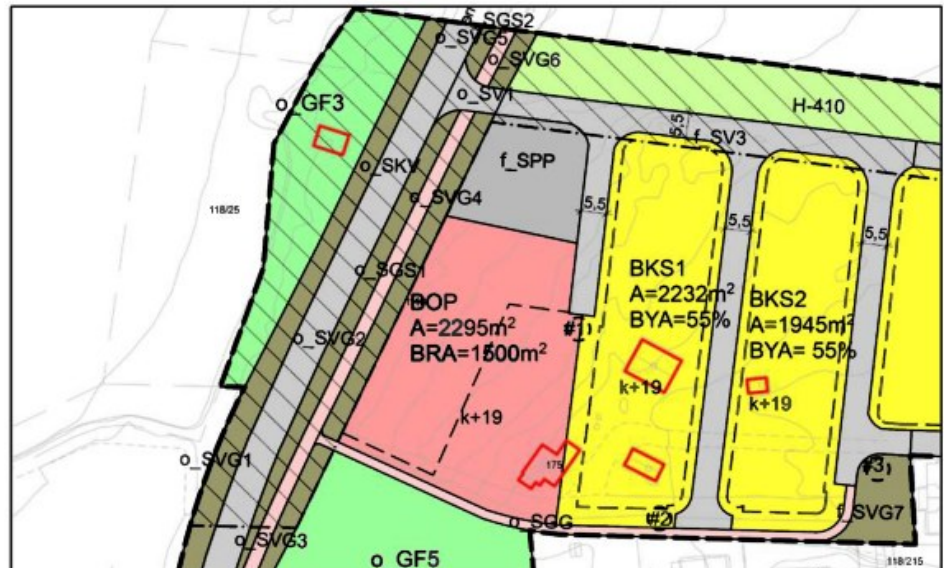 o_SGS2
o_SVG5
o_SVG6
o_SV1
H-410
o_GF3
5,5
f_SV3
o_SKV
f_SPP
118/25
o_SVG4
5,5
5,5
5,5
o_SGS1
BKS1
A=2232m²
BYA=55%
BOP
A=2295m²
BRA=1500m²
BKS2
A=1945m²
BYA= 55%
o_SVG2
#1
k+19
k+19
k+19
o_SVG1
175
#3
o_SGG
#2
f_SVG7
o_SVG3
o_GF5
118/215